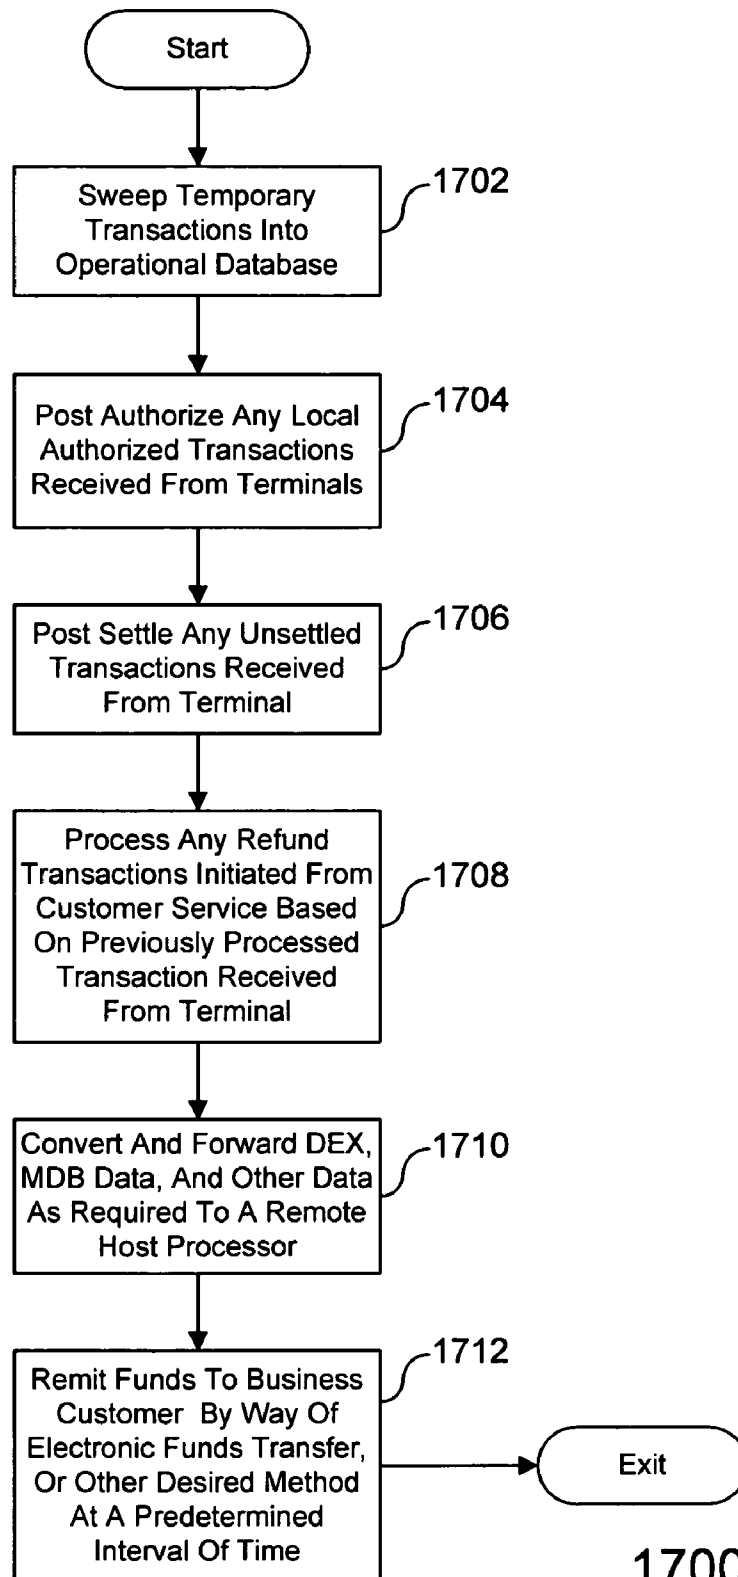 Start
Sweep Temporary
Transactions Into
Operational Database
1702
Post Authorize Any Local
Authorized Transactions
Received From Terminals
1704
Post Settle Any Unsettled
Transactions Received
From Terminal
1706
Process Any Refund
Transactions Initiated From
Customer Service Based
On Previously Processed
Transaction Received
From Terminal
1708
Convert And Forward DEX,
MDB Data, And Other Data
As Required To A Remote
Host Processor
1710
Remit Funds To Business
Customer By Way Of
Electronic Funds Transfer,
Or Other Desired Method
At A Predetermined
Interval Of Time
1712
Exit
1700